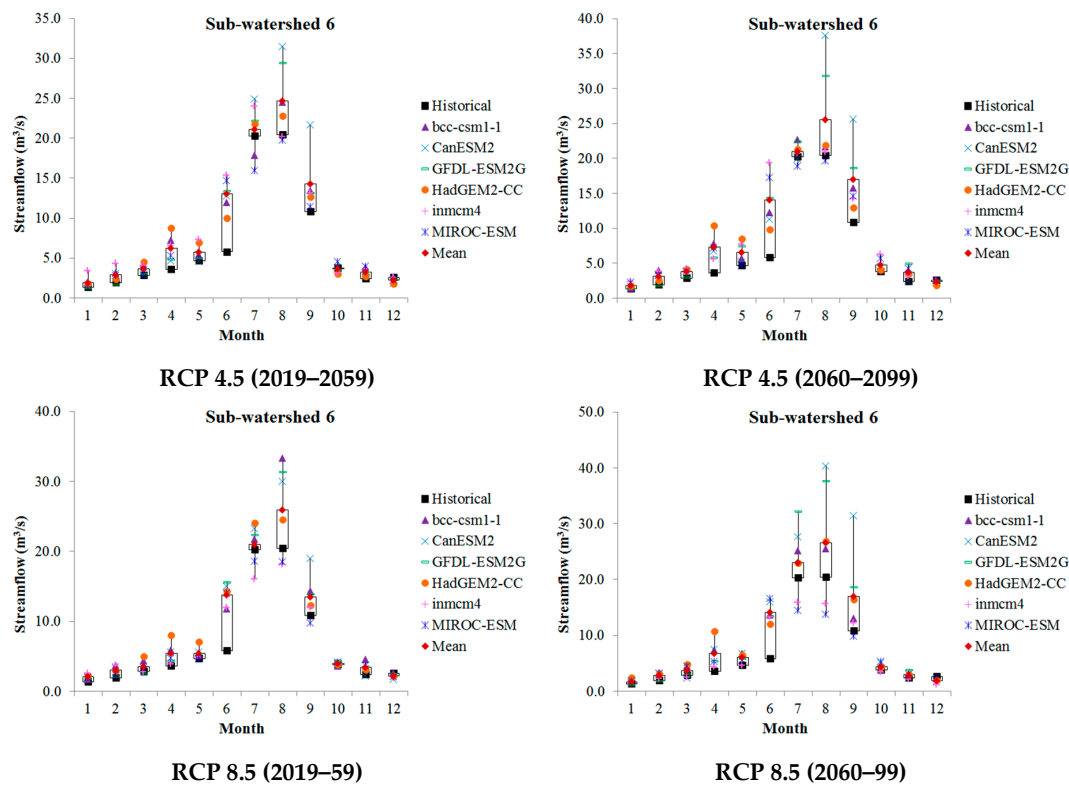 Sub-watershed 6
35.0
30.0
25.0
20.0
15.0
10.0
5.0
0.0
Streamflow (m³/s)
1 2 3 4 5 6 7 8 9 10 11 12
Month
Historical
bcc-csm1-1
CanESM2
GFDL-ESM2G
HadGEM2-CC
inmcm4
MIROC-ESM
Mean
RCP 4.5 (2019–2059)
Sub-watershed 6
40.0
35.0
30.0
25.0
20.0
15.0
10.0
5.0
0.0
Streamflow (m³/s)
1 2 3 4 5 6 7 8 9 10 11 12
Month
Historical
bcc-csm1-1
CanESM2
GFDL-ESM2G
HadGEM2-CC
inmcm4
MIROC-ESM
Mean
RCP 4.5 (2060–2099)
Sub-watershed 6
40.0
30.0
20.0
10.0
0.0
Streamflow (m³/s)
1 2 3 4 5 6 7 8 9 10 11 12
Month
Historical
bcc-csm1-1
CanESM2
GFDL-ESM2G
HadGEM2-CC
inmcm4
MIROC-ESM
Mean
RCP 8.5 (2019–59)
Sub-watershed 6
50.0
40.0
30.0
20.0
10.0
0.0
Streamflow (m³/s)
1 2 3 4 5 6 7 8 9 10 11 12
Month
Historical
bcc-csm1-1
CanESM2
GFDL-ESM2G
HadGEM2-CC
inmcm4
MIROC-ESM
Mean
RCP 8.5 (2060–99)